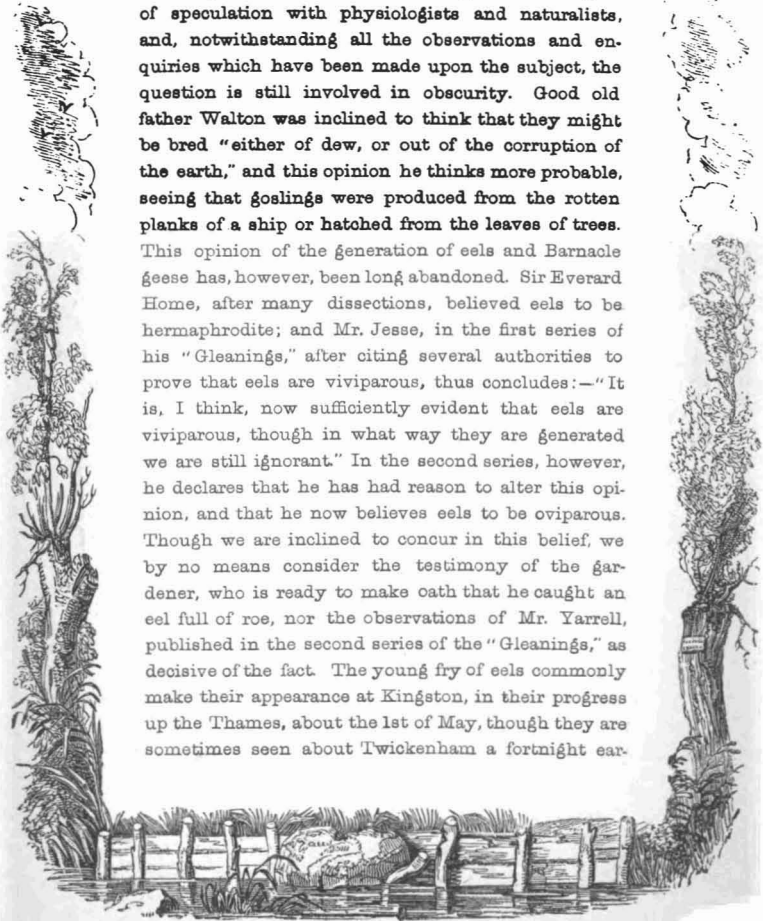 of speculation with physiologists and naturalists,
and, notwithstanding all the observations and en-
quiries which have been made upon the subject, the
question is still involved in obscurity. Good old
father Walton was inclined to think that they might
be bred "either of dew, or out of the corruption of
the earth," and this opinion he thinks more probable,
seeing that goslings were produced from the rotten
planks of a ship or hatched from the leaves of trees.
This opinion of the generation of eels and Barnacle
geese has, however, been long abandoned. Sir Everard
Home, after many dissections, believed eels to be
hermaphrodite; and Mr. Jesse, in the first series of
his "Gleanings," after citing several authorities to
prove that eels are viviparous, thus concludes:—"It
is, I think, now sufficiently evident that eels are
viviparous, though in what way they are generated
we are still ignorant." In the second series, however,
he declares that he has had reason to alter this opi-
nion, and that he now believes eels to be oviparous.
Though we are inclined to concur in this belief, we
by no means consider the testimony of the gar-
dener, who is ready to make oath that he caught an
eel full of roe, nor the observations of Mr. Yarrell,
published in the second series of the "Gleanings," as
decisive of the fact. The young fry of eels commonly
make their appearance at Kingston, in their progress
up the Thames, about the 1st of May, though they are
sometimes seen about Twickenham a fortnight ear-